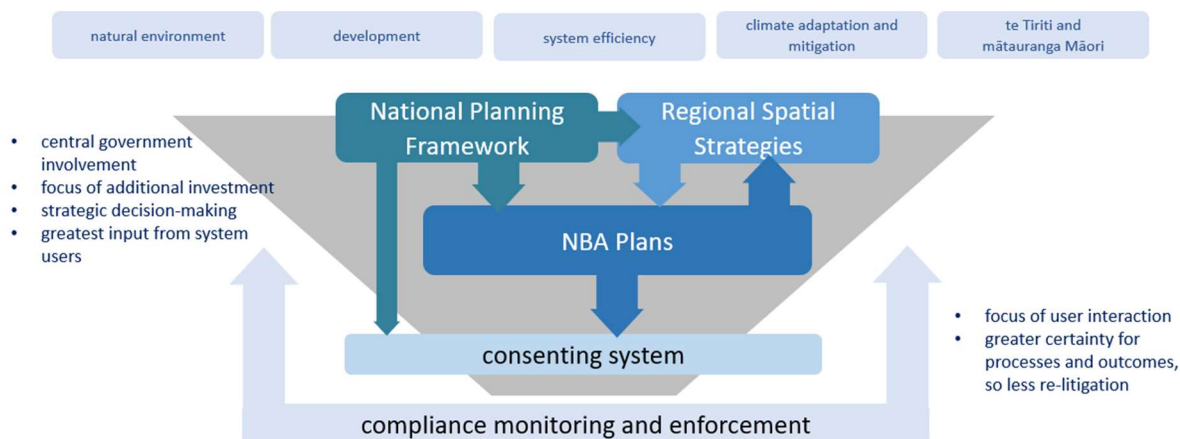 natural environment
development
system efficiency
climate adaptation and
mitigation
te Tiriti and
mātauranga Māori
National Planning
Framework
Regional Spatial
Strategies
• central government
involvement
• focus of additional investment
• strategic decision-making
• greatest input from system
users
NBA Plans
• focus of user interaction
• greater certainty for
processes and outcomes,
so less re-litigation
consenting system
compliance monitoring and enforcement